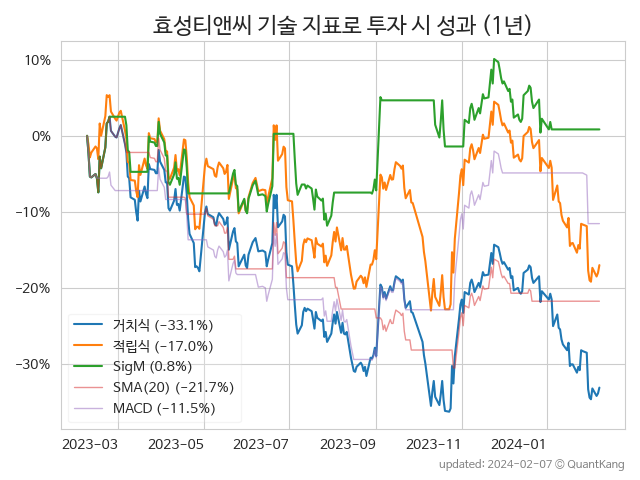 효성티앤씨 기술 지표로 투자 시 성과 (1년)
10%
0%
−10%
−20%
−30%
거치식 (−33.1%)
적립식 (−17.0%)
SigM (0.8%)
SMA(20) (−21.7%)
MACD (−11.5%)
2023−03 2023−05 2023−07 2023−09 2023−11 2024−01
updated: 2024−02−07 ⓒ QuantKang